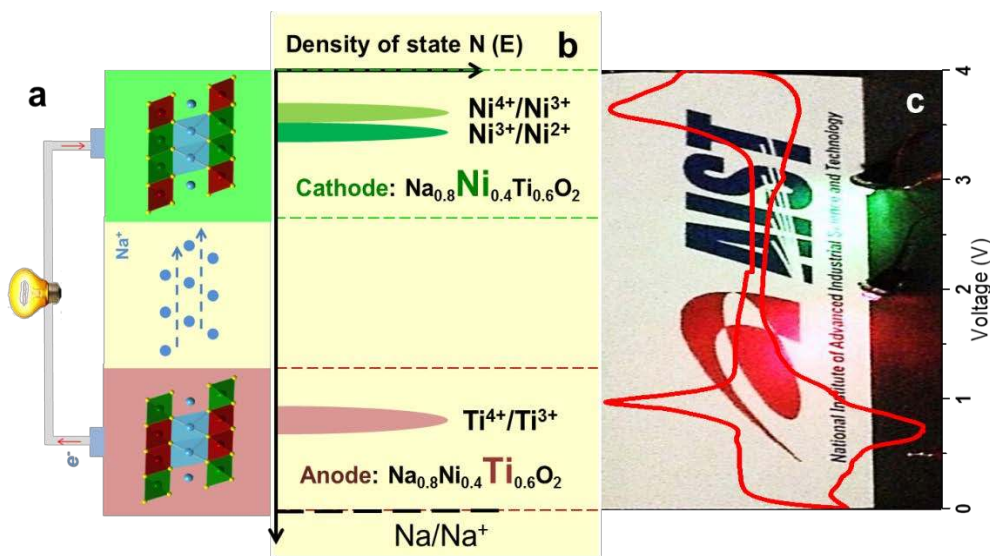 a
Na⁺
e⁻
Density of state N (E)
b
Ni⁴⁺/Ni³⁺
Ni³⁺/Ni²⁺
Cathode: Na₀.₈Ni₀.₄Ti₀.₆O₂
Ti⁴⁺/Ti³⁺
Anode: Na₀.₈Ni₀.₄Ti₀.₆O₂
Na/Na⁺
c
AIST
National Institute of Advanced Industrial Science and Technology
4
3
2
1
0
Voltage (V)